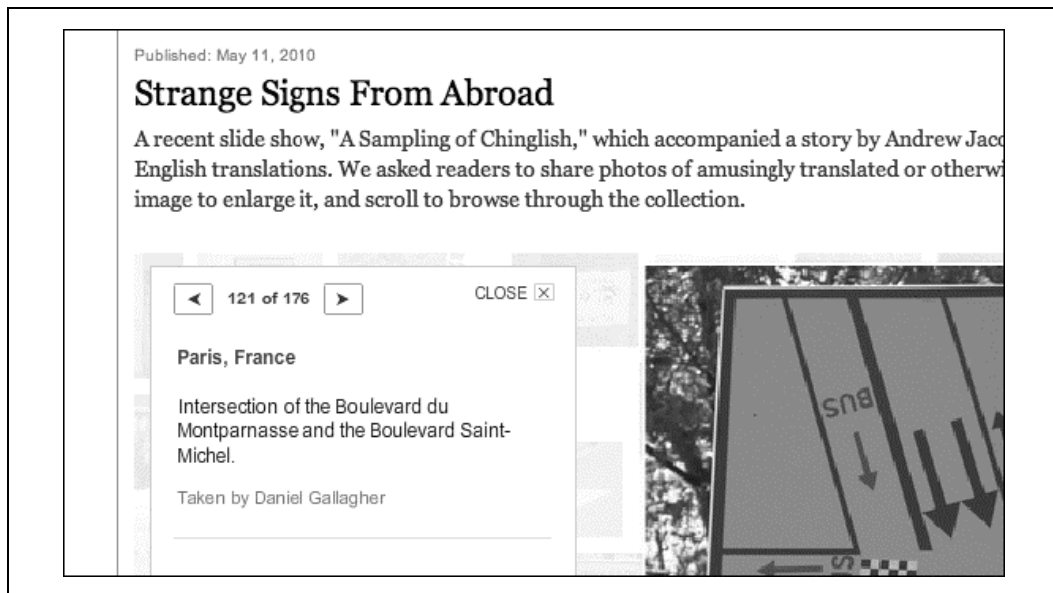 Published: May 11, 2010
Strange Signs From Abroad
A recent slide show, "A Sampling of Chinglish," which accompanied a story by Andrew Jaco
English translations. We asked readers to share photos of amusingly translated or otherwi
image to enlarge it, and scroll to browse through the collection.
121 of 176
CLOSE
Paris, France
Intersection of the Boulevard du
Montparnasse and the Boulevard Saint-
Michel.
Taken by Daniel Gallagher
BUS